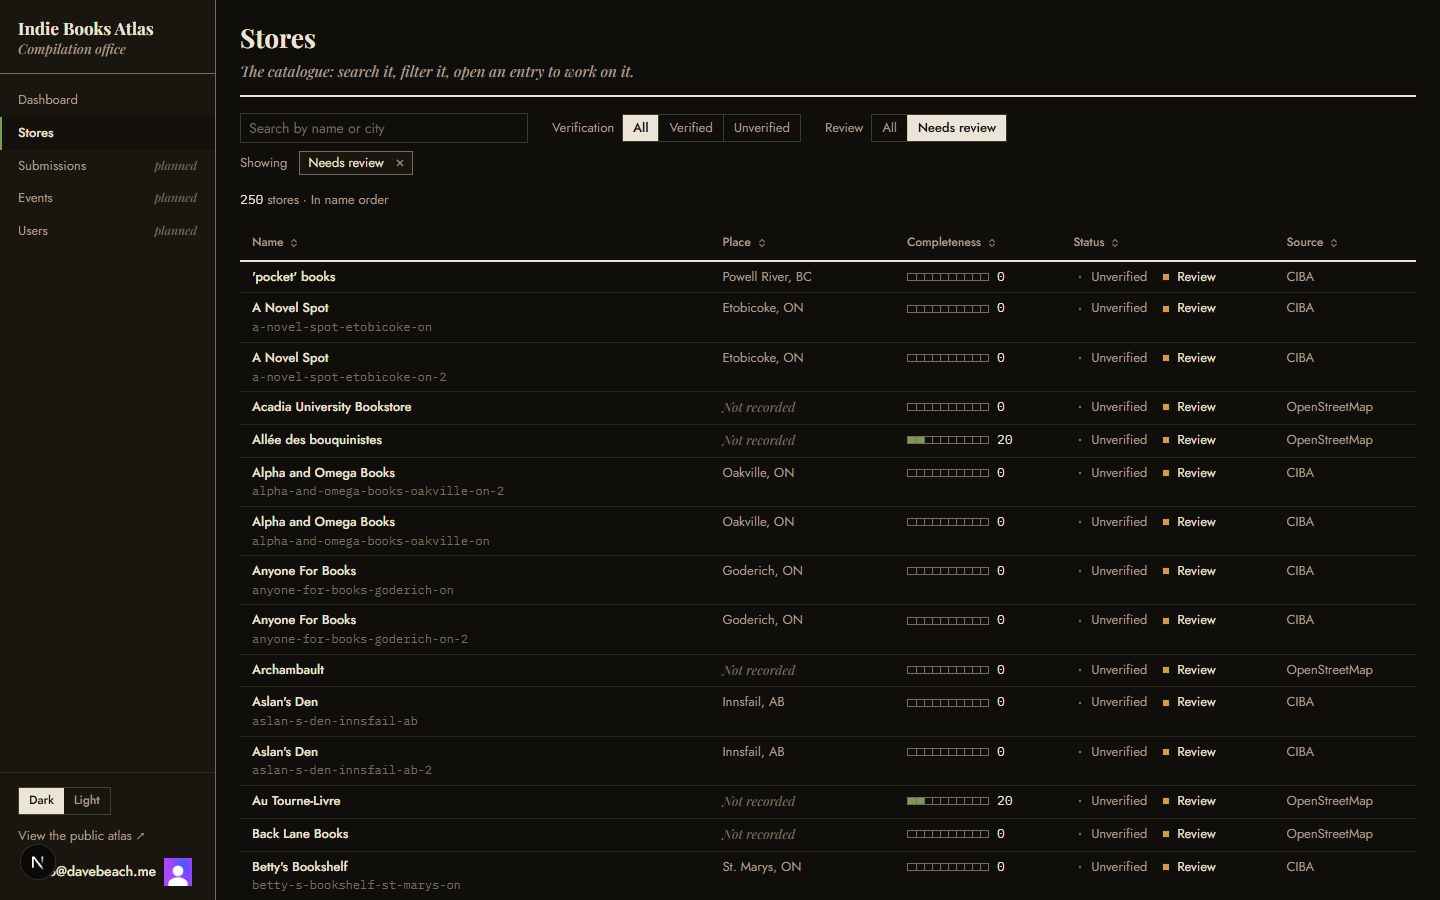 Indie Books Atlas
Compilation office
Dashboard
Stores
Submissions planned
Events planned
Users planned
Dark Light
View the public atlas ↗
N @davebeach.me
Stores
The catalogue: search it, filter it, open an entry to work on it.
Search by name or city Verification All Verified Unverified Review All Needs review
Showing Needs review ×
250 stores · In name order
Name Place Completeness Status Source
'pocket' books Powell River, BC 0 Unverified Review CIBA
A Novel Spot Etobicoke, ON 0 Unverified Review CIBA
a-novel-spot-etobicoke-on
A Novel Spot Etobicoke, ON 0 Unverified Review CIBA
a-novel-spot-etobicoke-on-2
Acadia University Bookstore Not recorded 0 Unverified Review OpenStreetMap
Allée des bouquinistes Not recorded 20 Unverified Review OpenStreetMap
Alpha and Omega Books Oakville, ON 0 Unverified Review CIBA
alpha-and-omega-books-oakville-on-2
Alpha and Omega Books Oakville, ON 0 Unverified Review CIBA
alpha-and-omega-books-oakville-on
Anyone For Books Goderich, ON 0 Unverified Review CIBA
anyone-for-books-goderich-on
Anyone For Books Goderich, ON 0 Unverified Review CIBA
anyone-for-books-goderich-on-2
Archambault Not recorded 0 Unverified Review OpenStreetMap
Aslan's Den Innsfail, AB 0 Unverified Review CIBA
aslan-s-den-innsfail-ab
Aslan's Den Innsfail, AB 0 Unverified Review CIBA
aslan-s-den-innsfail-ab-2
Au Tourne-Livre Not recorded 20 Unverified Review OpenStreetMap
Back Lane Books Not recorded 0 Unverified Review OpenStreetMap
Betty's Bookshelf St. Marys, ON 0 Unverified Review CIBA
betty-s-bookshelf-st-marys-on